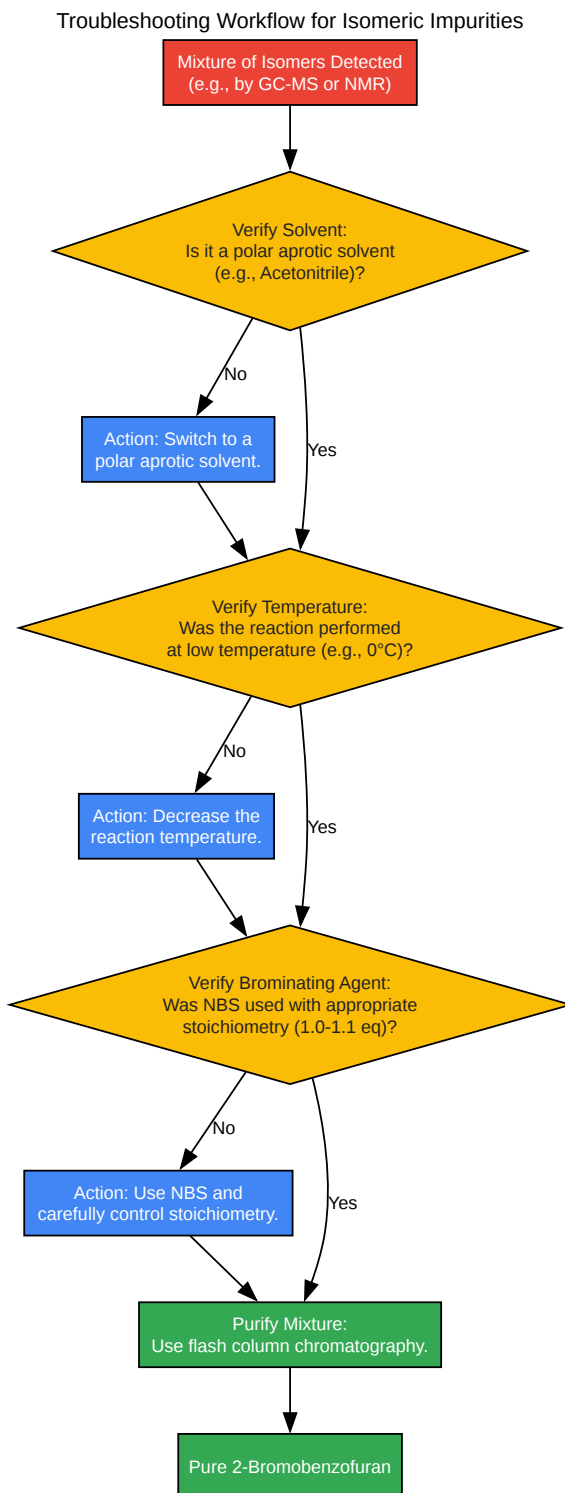 Troubleshooting Workflow for Isomeric Impurities
Mixture of Isomers Detected
(e.g., by GC-MS or NMR)
Verify Solvent:
Is it a polar aprotic solvent
(e.g., Acetonitrile)?
No
Yes
Action: Switch to a
polar aprotic solvent.
Verify Temperature:
Was the reaction performed
at low temperature (e.g., 0°C)?
No
Yes
Action: Decrease the
reaction temperature.
Verify Brominating Agent:
Was NBS used with appropriate
stoichiometry (1.0-1.1 eq)?
No
Yes
Action: Use NBS and
carefully control stoichiometry.
Purify Mixture:
Use flash column chromatography.
Pure 2-Bromobenzofuran